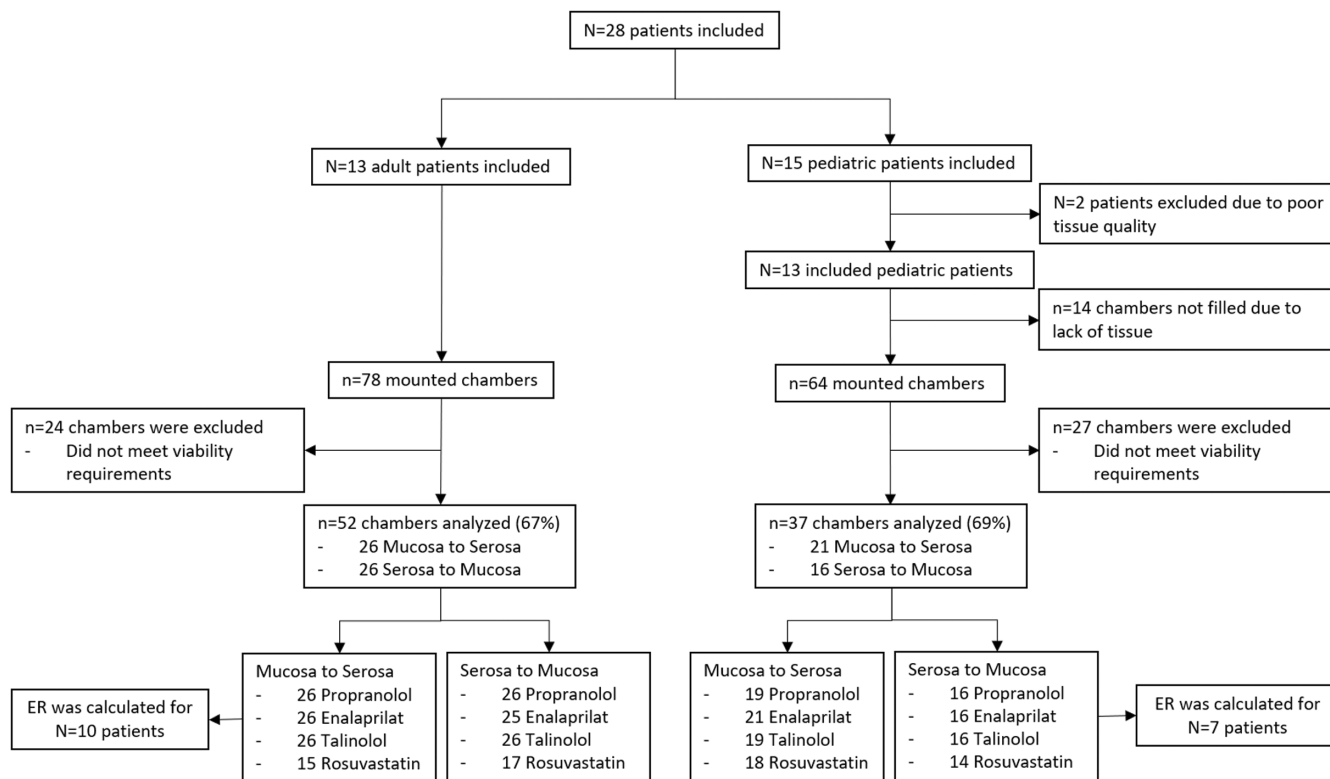 N=28 patients included
N=13 adult patients included
N=15 pediatric patients included
N=2 patients excluded due to poor
tissue quality
N=13 included pediatric patients
n=14 chambers not filled due to
lack of tissue
n=78 mounted chambers
n=64 mounted chambers
n=24 chambers were excluded
- Did not meet viability
requirements
n=27 chambers were excluded
- Did not meet viability
requirements
n=52 chambers analyzed (67%)
- 26 Mucosa to Serosa
- 26 Serosa to Mucosa
n=37 chambers analyzed (69%)
- 21 Mucosa to Serosa
- 16 Serosa to Mucosa
ER was calculated for
N=10 patients
Mucosa to Serosa
- 26 Propranolol
- 26 Enalaprilat
- 26 Talinolol
- 15 Rosuvastatin
Serosa to Mucosa
- 26 Propranolol
- 25 Enalaprilat
- 26 Talinolol
- 17 Rosuvastatin
Mucosa to Serosa
- 19 Propranolol
- 21 Enalaprilat
- 19 Talinolol
- 18 Rosuvastatin
Serosa to Mucosa
- 16 Propranolol
- 16 Enalaprilat
- 16 Talinolol
- 14 Rosuvastatin
ER was calculated for
N=7 patients